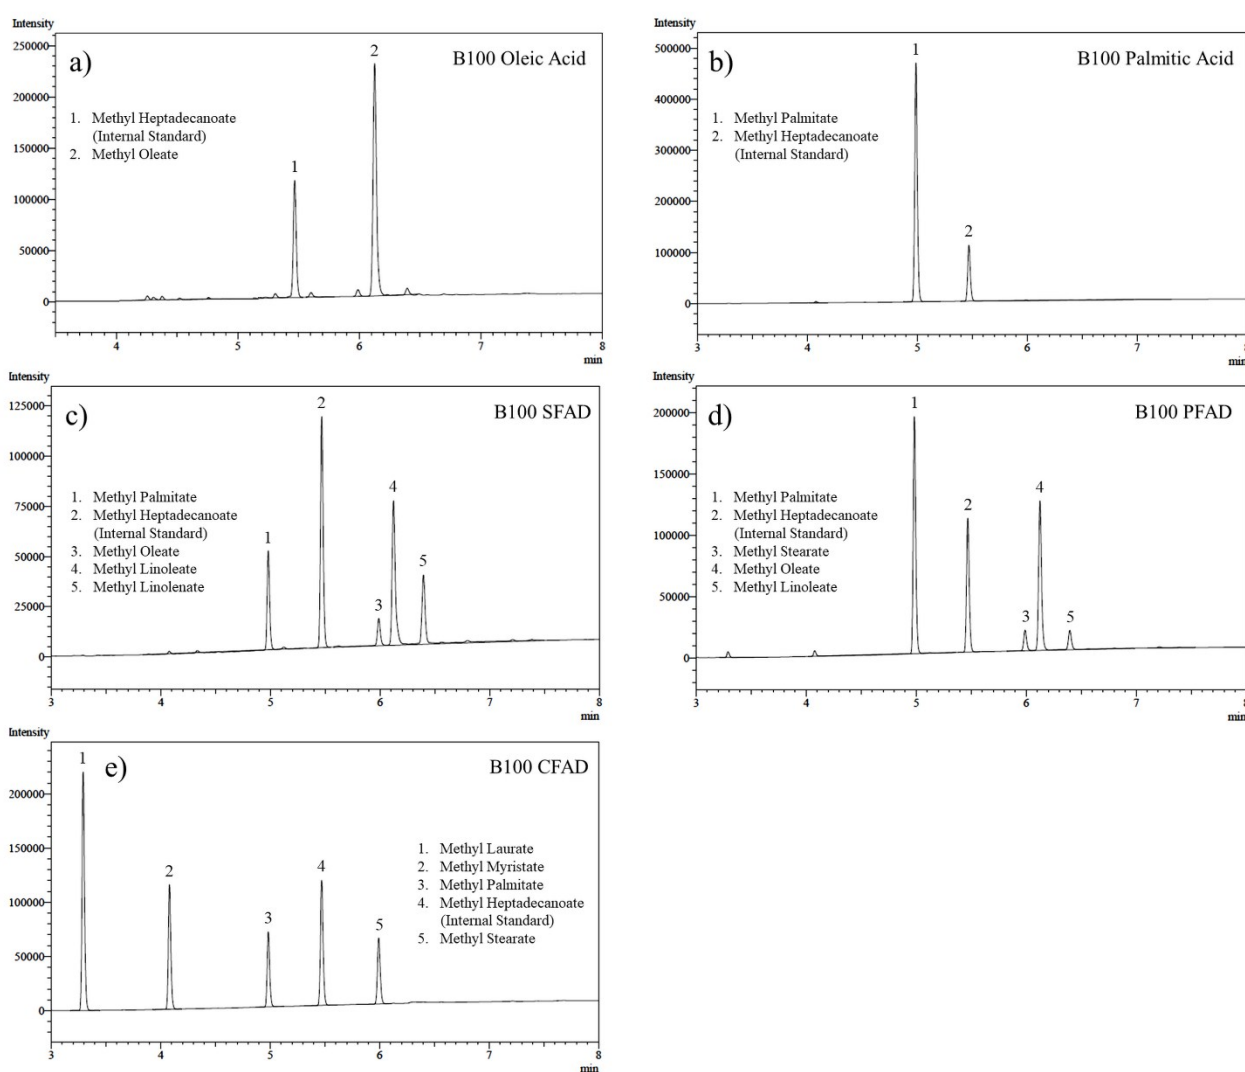 Intensity
a)
B100 Oleic Acid
250000
200000
150000
100000
50000
0
1. Methyl Heptadecanoate
(Internal Standard)
2. Methyl Oleate
1
2
4
5
6
7
8
min
Intensity
b)
B100 Palmitic Acid
500000
400000
300000
200000
100000
0
1. Methyl Palmitate
2. Methyl Heptadecanoate
(Internal Standard)
1
2
3
4
5
6
7
8
min
Intensity
c)
B100 SFAD
125000
100000
75000
50000
25000
0
1. Methyl Palmitate
2. Methyl Heptadecanoate
(Internal Standard)
3. Methyl Oleate
4. Methyl Linoleate
5. Methyl Linolenate
1
2
3
4
5
3
4
5
6
7
8
min
Intensity
d)
B100 PFAD
200000
150000
100000
50000
0
1. Methyl Palmitate
2. Methyl Heptadecanoate
(Internal Standard)
3. Methyl Stearate
4. Methyl Oleate
5. Methyl Linoleate
1
2
3
4
5
3
4
5
6
7
8
min
Intensity
e)
B100 CFAD
200000
150000
100000
50000
0
1. Methyl Laurate
2. Methyl Myristate
3. Methyl Palmitate
4. Methyl Heptadecanoate
(Internal Standard)
5. Methyl Stearate
1
2
3
4
5
3
4
5
6
7
8
min